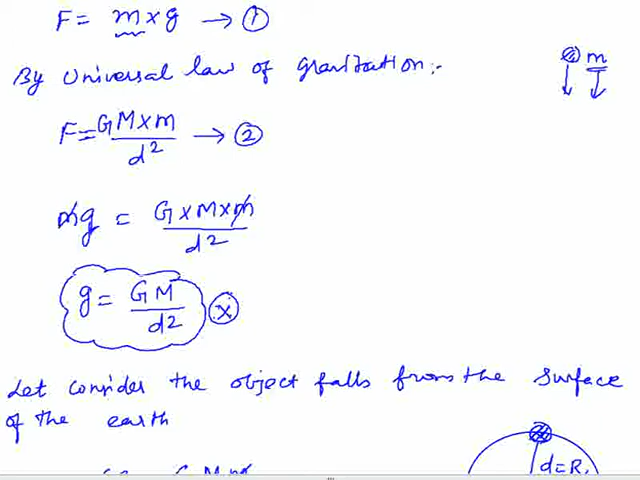 F = m × g → ①
By Universal law of gravitation:-
m
F = G M × m / d² → ②
mg = G × M × m / d²
g = G M / d² ⓧ
Let consider the object falls from the surface
of the earth
d = R